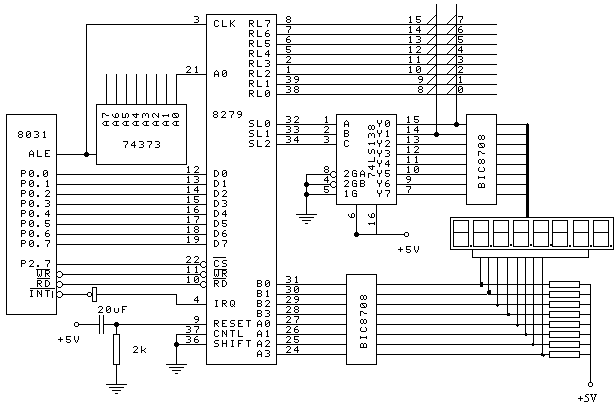 8031
ALE
P0.0
P0.1
P0.2
P0.3
P0.4
P0.5
P0.6
P0.7
P2.7
WR
RD
INT1
20uF
+5V
2k
A7 A6 A5 A4 A3 A2 A1 A0
74373
3
21
12
13
14
15
16
17
18
19
22
11
10
4
9
37
36
CLK
A0
8279
D0
D1
D2
D3
D4
D5
D6
D7
CS
WR
RD
IRQ
RESET
CNTL
SHIFT
RL7
RL6
RL5
RL4
RL3
RL2
RL1
RL0
SL0
SL1
SL2
B0
B1
B2
B3
A0
A1
A2
A3
8
7
6
5
2
1
39
38
32
33
34
31
30
29
28
27
26
25
24
15 7
14 6
13 5
12 4
11 3
10 2
9 1
8 0
1
2
3
8
4
5
A
B
C
2GA
2GB
1G
74LS138
Y0
Y1
Y2
Y3
Y4
Y5
Y6
Y7
15
14
13
12
11
10
9
7
6
16
+5V
BIC8708
BIC8708
+5V